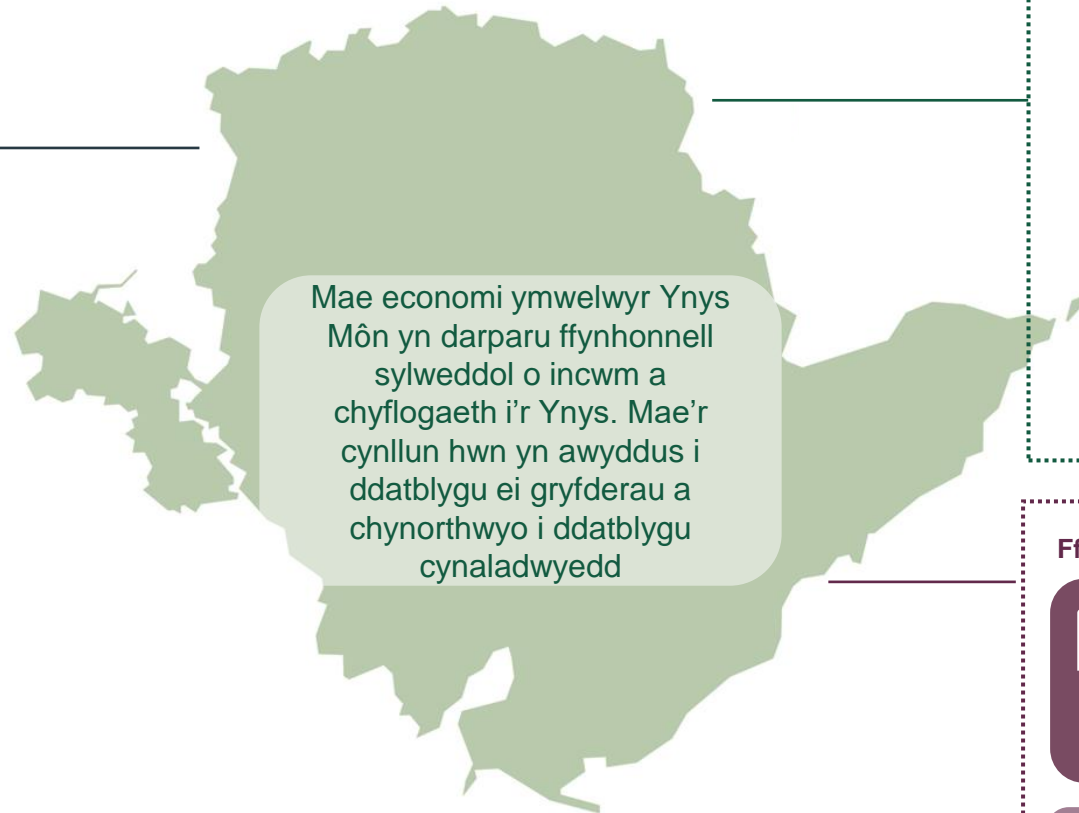 Mae economi ymwelwyr Ynys
Môn yn darparu ffynhonnell
sylweddol o incwm a
chyflogaeth i'r Ynys. Mae’r
cynllun hwn yn awyddus i
ddatblygu ei gryfderau a
chynorthwyo i ddatblygu
cynaladwyedd